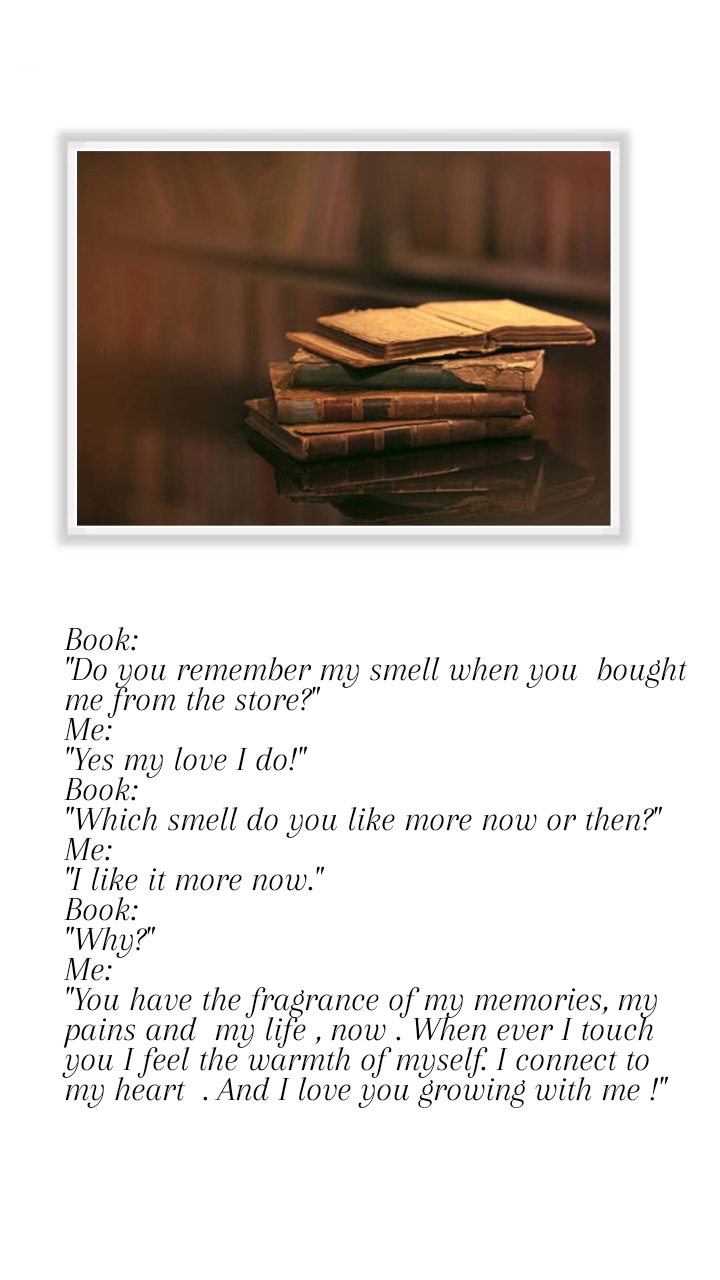 Book:
"Do you remember my smell when you  bought
me from the store?"
Me:
"Yes my love I do!"
Book:
"Which smell do you like more now or then?"
Me:
"I like it more now."
Book:
"Why?"
Me:
"You have the fragrance of my memories, my
pains and  my life , now . When ever I touch
you I feel the warmth of myself. I connect to
my heart  . And I love you growing with me !"